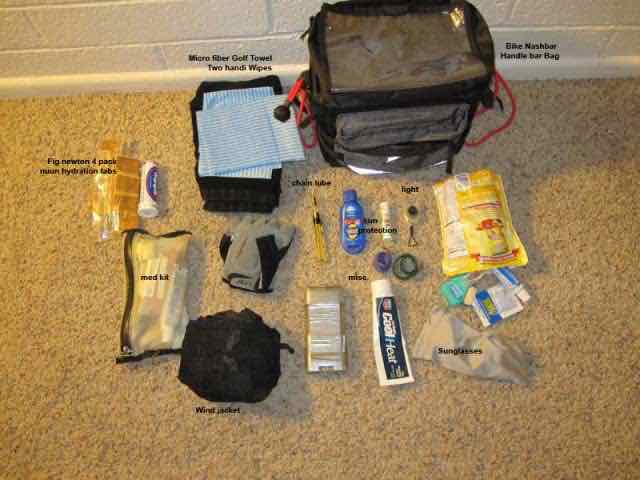 Micro fiber Golf Towel
Two handi Wipes
Bike Nashbar
Handle bar Bag
Fig newton 4 pack
nuun hydration tabs
chain lube
light
sun
protection
med kit
misc.
Cool Heat
Sunglasses
Wind jacket